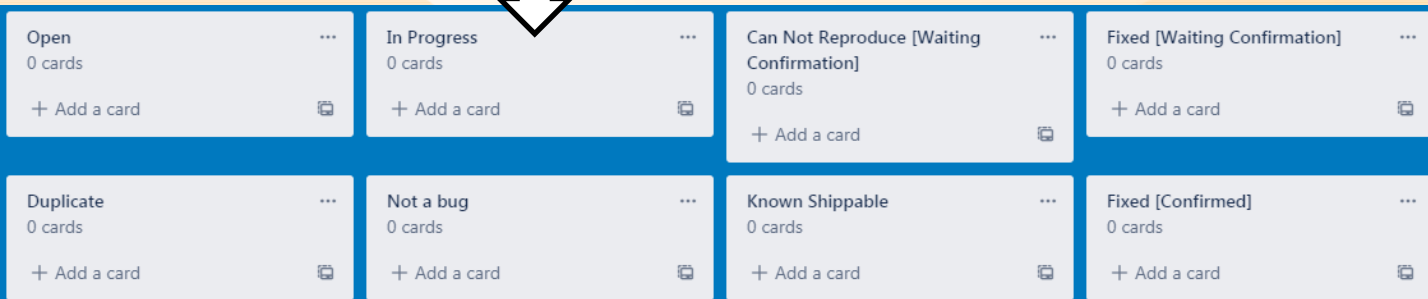 Open
0 cards
+ Add a card
In Progress
0 cards
+ Add a card
Can Not Reproduce [Waiting
Confirmation]
0 cards
+ Add a card
Fixed [Waiting Confirmation]
0 cards
+ Add a card
Duplicate
0 cards
+ Add a card
Not a bug
0 cards
+ Add a card
Known Shippable
0 cards
+ Add a card
Fixed [Confirmed]
0 cards
+ Add a card